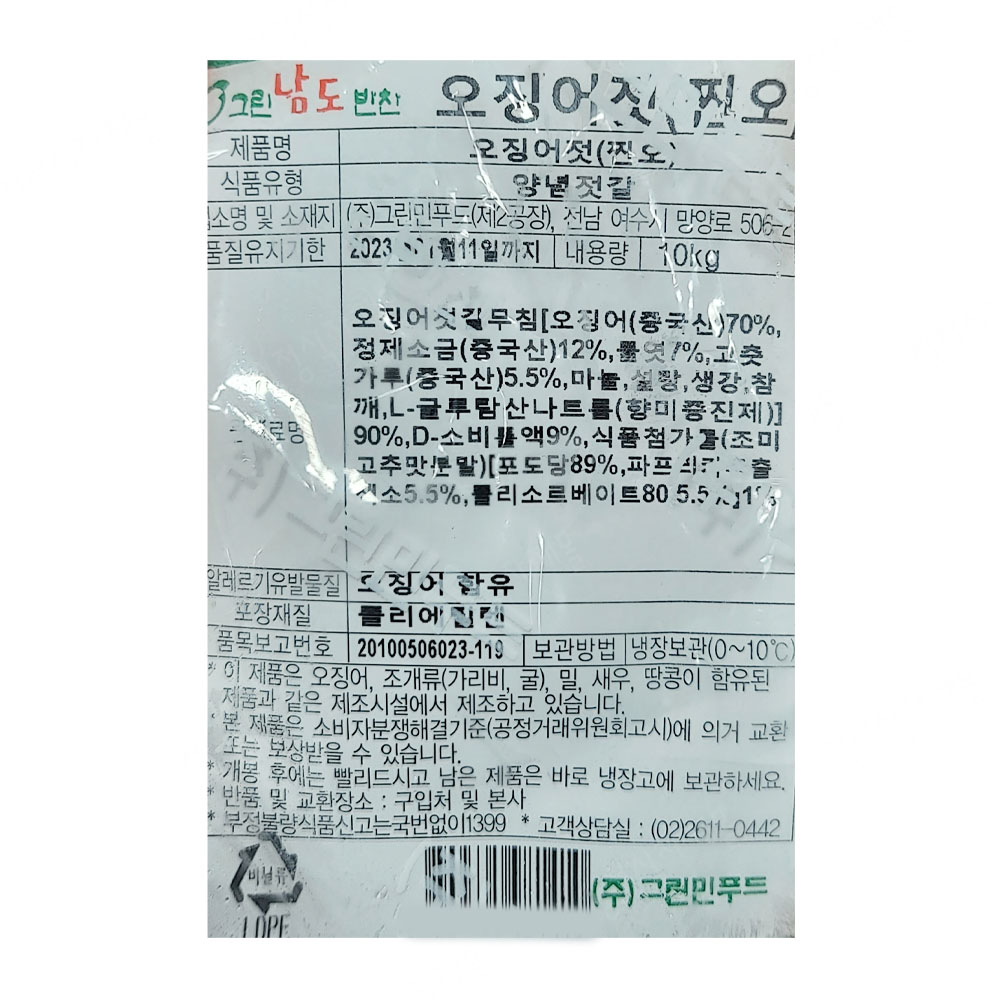 그린남도반찬 오징어젓(찐오
제품명 오징어젓(찐오)
식품유형 양념젓갈
소명 및 소재지 (주)그린민푸드(제2공장), 전남 여수시 망양로 506-2
품질유지기한 2023 월11일까지 내용량 10kg
오징어젓갈무침[오징어(중국산)70%,
정제소금(중국산)12%,물엿7%,고춧
가루(중국산)5.5%,마늘,설탕,생강,참
깨,L-글루탐산나트륨(향미증진제)]
90%,D-소비톨액9%,식품첨가물(조미
고추맛분말)[포도당89%,파프리카추출
색소5.5%,폴리소르베이트80 5.5%]1%
알레르기유발물질 오징어 함유
포장재질 폴리에틸렌
품목보고번호 20100506023-119 보관방법 냉장보관(0~10℃)
* 이 제품은 오징어, 조개류(가리비, 굴), 밀, 새우, 땅콩이 함유된
제품과 같은 제조시설에서 제조하고 있습니다.
* 본 제품은 소비자분쟁해결기준(공정거래위원회고시)에 의거 교환
또는 보상받을 수 있습니다.
* 개봉 후에는 빨리드시고 남은 제품은 바로 냉장고에 보관하세요.
* 반품 및 교환장소 : 구입처 및 본사
* 부정불량식품신고는국번없이1399 * 고객상담실 : (02)2611-0442
비닐류
LDPE
(주)그린민푸드